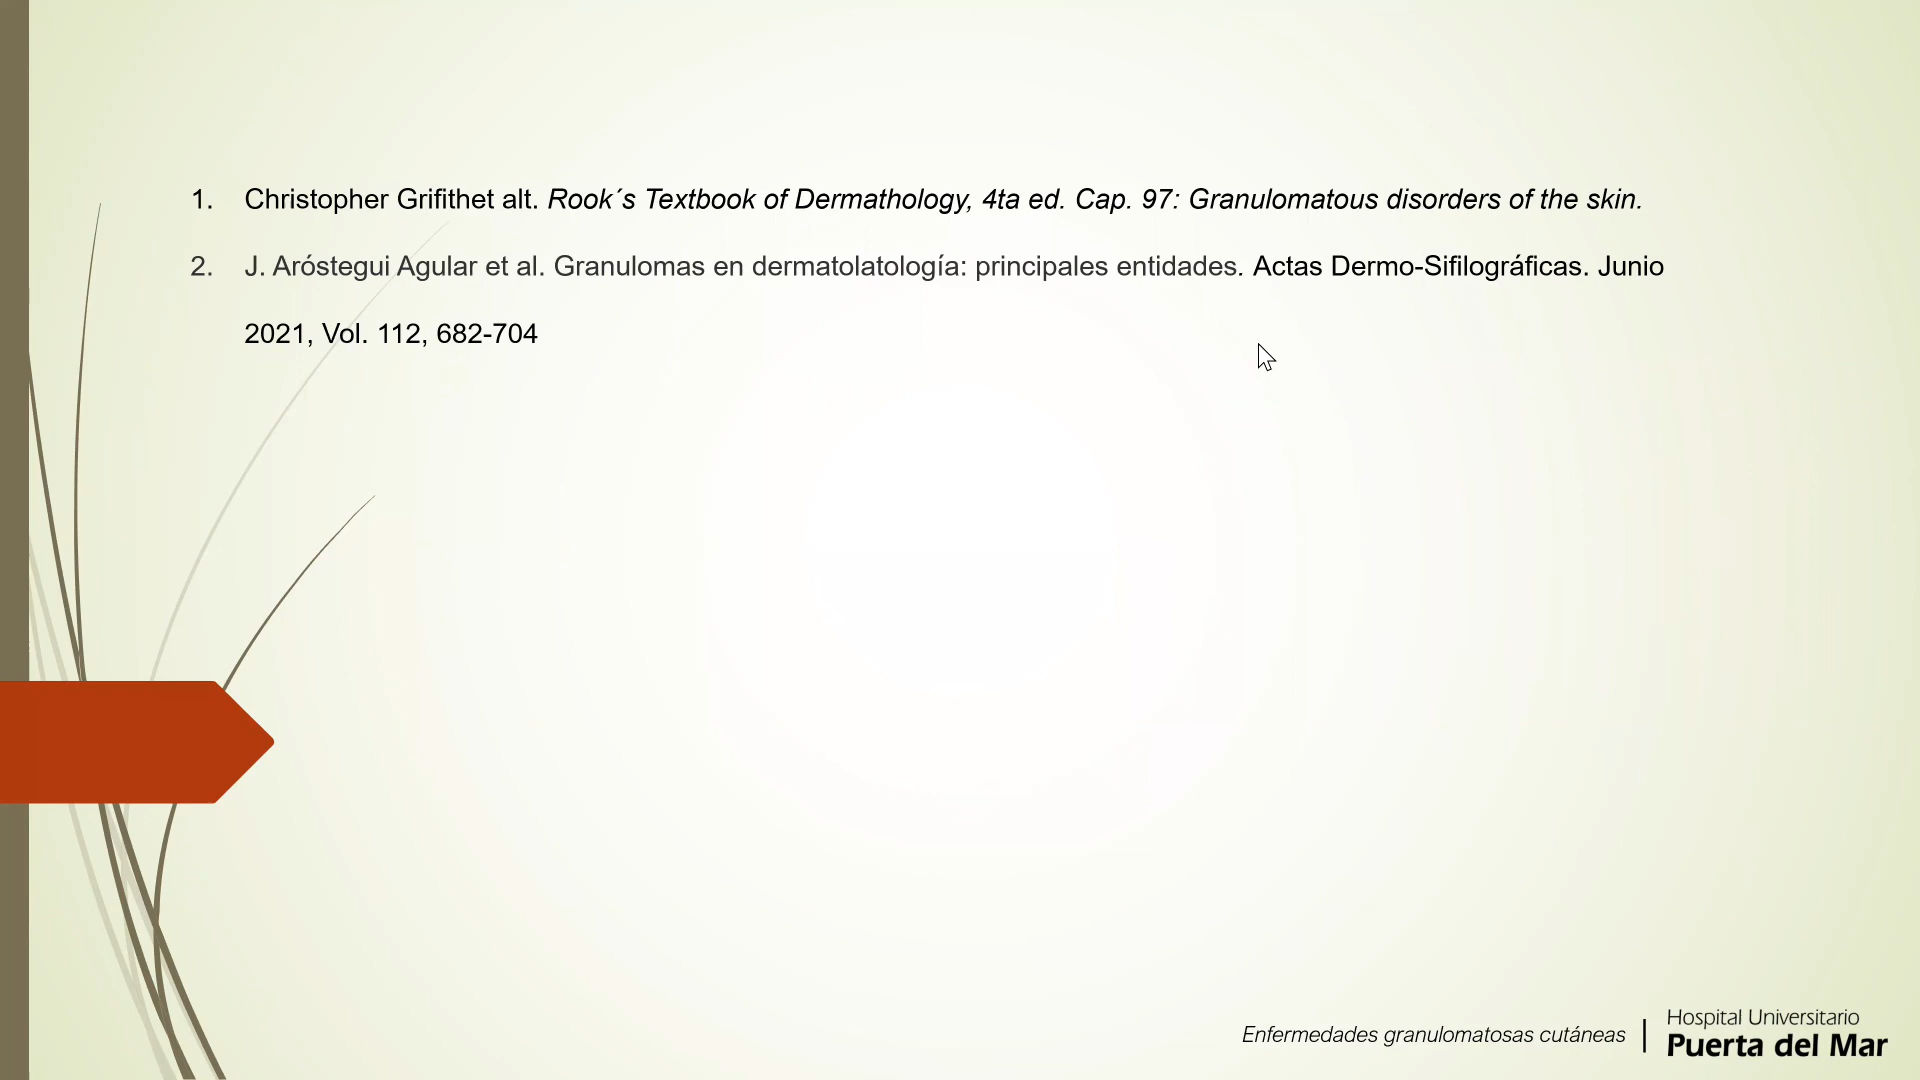 1. Christopher Grifithet alt. Rook´s Textbook of Dermathology, 4ta ed. Cap. 97: Granulomatous disorders of the skin.
2. J. Aróstegui Agular et al. Granulomas en dermatolatología: principales entidades. Actas Dermo-Sifilográficas. Junio
2021, Vol. 112, 682-704
Enfermedades granulomatosas cutáneas
Hospital Universitario
Puerta del Mar